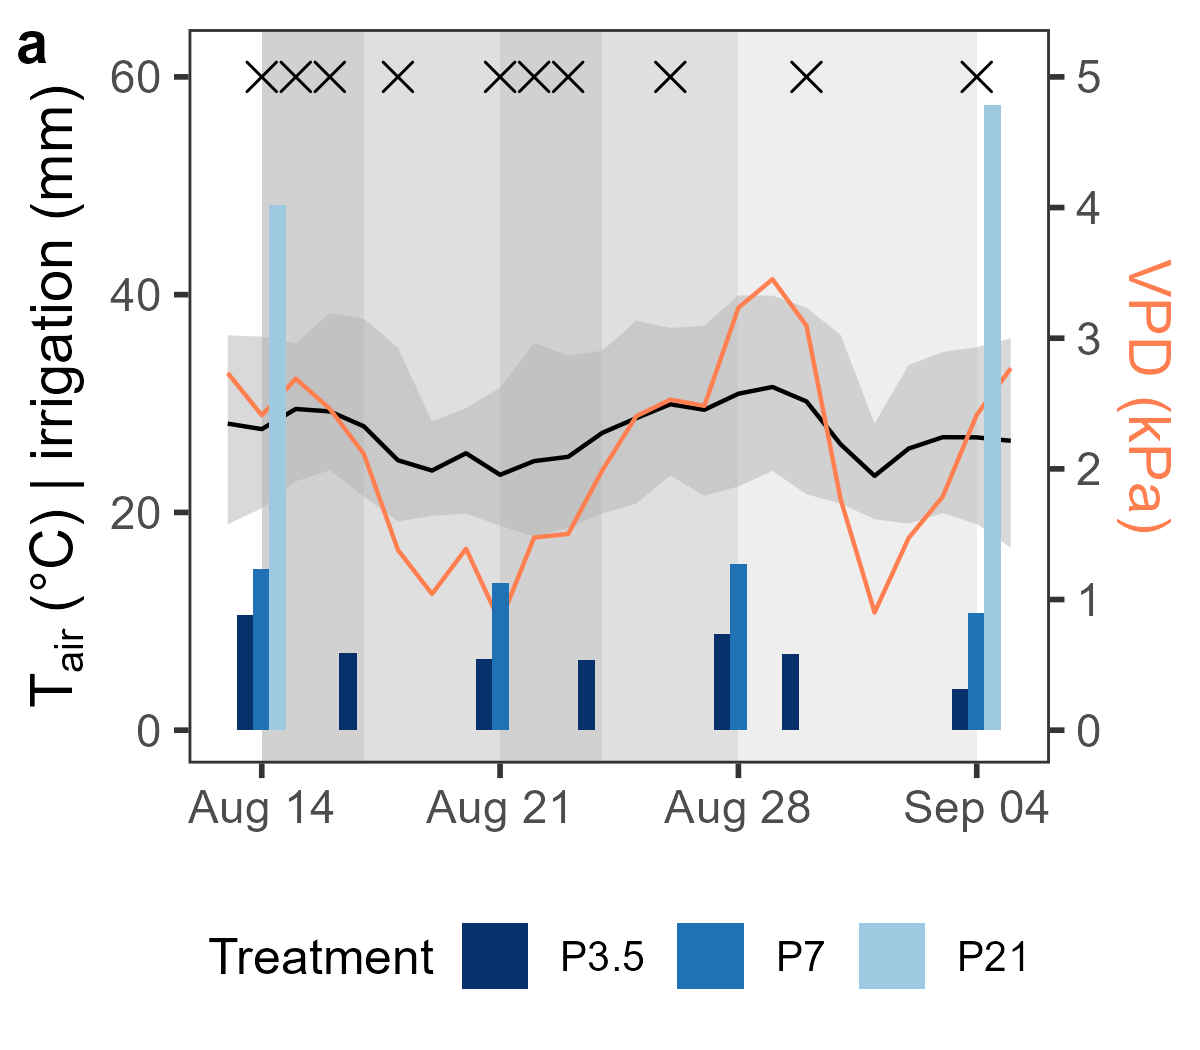 a
T_air (°C) | irrigation (mm)
60
40
20
0
5
4
3
2
1
0
VPD (kPa)
Aug 14 Aug 21 Aug 28 Sep 04
Treatment P3.5 P7 P21